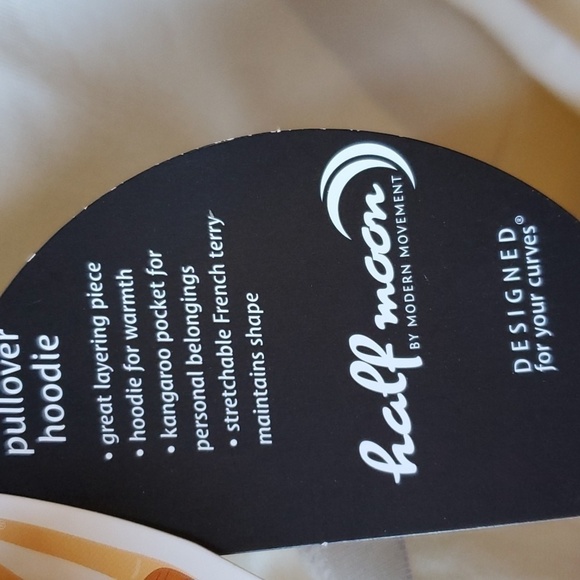 pullover
hoodie
• great layering piece
• hoodie for warmth
• kangaroo pocket for
personal belongings
• stretchable French terry
maintains shape
half moon
BY MODERN MOVEMENT
DESIGNED
for your curves®